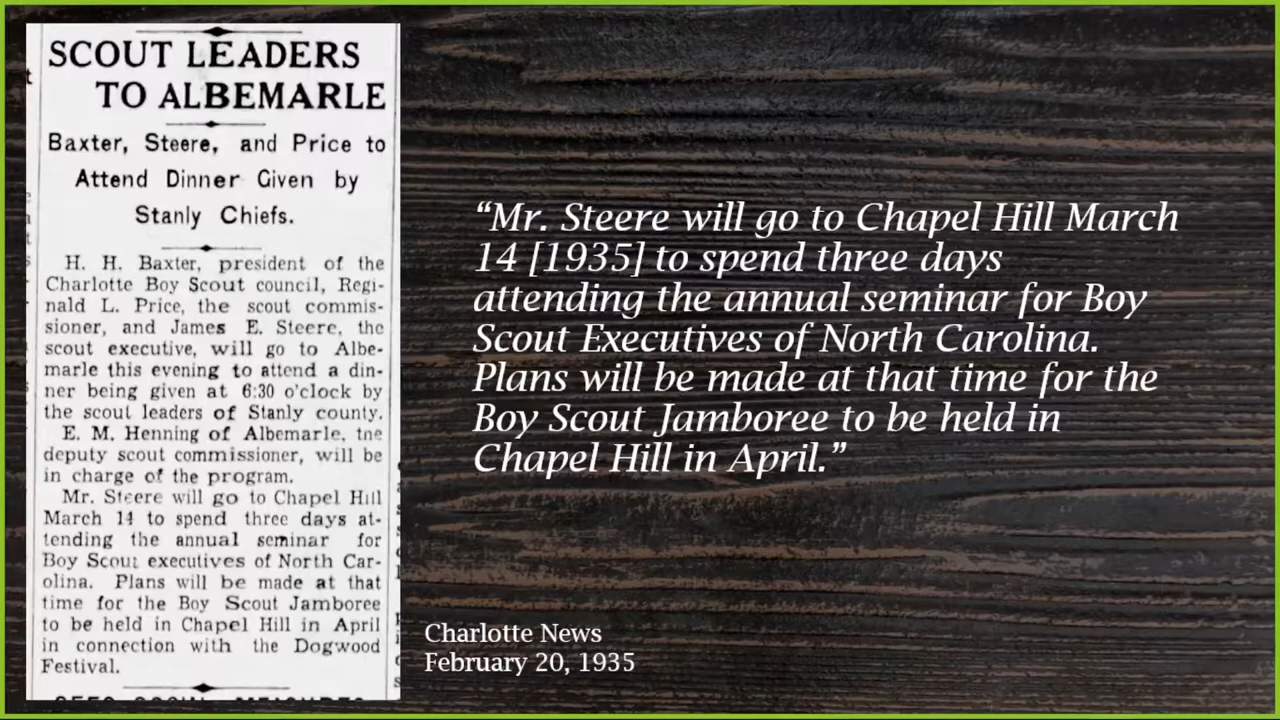 SCOUT LEADERS
TO ALBEMARLE
Baxter, Steere, and Price to
Attend Dinner Given by
Stanly Chiefs.
H. H. Baxter, president of the
Charlotte Boy Scout council, Regi-
nald L. Price, the scout commis-
sioner, and James E. Steere, the
scout executive, will go to Albe-
marle this evening to attend a din-
ner being given at 6:30 o'clock by
the scout leaders of Stanly county.
E. M. Henning of Albemarle, tne
deputy scout commissioner, will be
in charge of the program.
Mr. Steere will go to Chapel Hill
March 14 to spend three days at-
tending the annual seminar for
Boy Scout executives of North Car-
olina. Plans will be made at that
time for the Boy Scout Jamboree
to be held in Chapel Hill in April
in connection with the Dogwood
Festival.
“Mr. Steere will go to Chapel Hill March
14 [1935] to spend three days
attending the annual seminar for Boy
Scout Executives of North Carolina.
Plans will be made at that time for the
Boy Scout Jamboree to be held in
Chapel Hill in April.”
Charlotte News
February 20, 1935